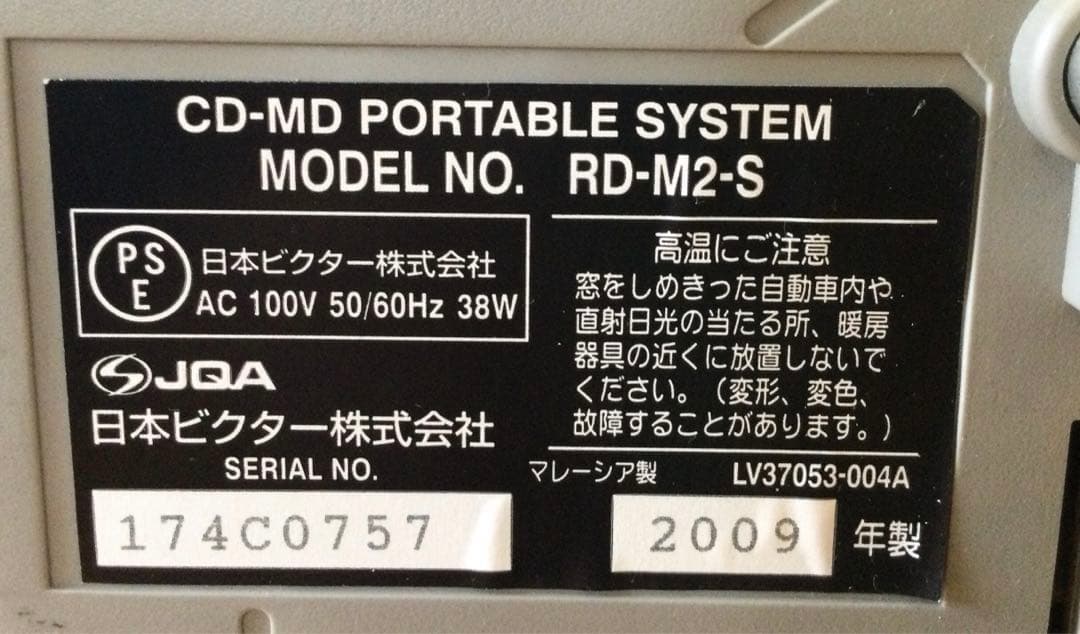 CD-MD PORTABLE SYSTEM
MODEL NO. RD-M2-S
PS
E
日本ビクター株式会社
AC 100V 50/60Hz 38W
JQA
日本ビクター株式会社
SERIAL NO.
174C0757
高温にご注意
窓をしめきった自動車内や
直射日光の当たる所、暖房
器具の近くに放置しないで
ください。（変形、変色、
故障することがあります。）
マレーシア製 LV37053-004A
2009 年製